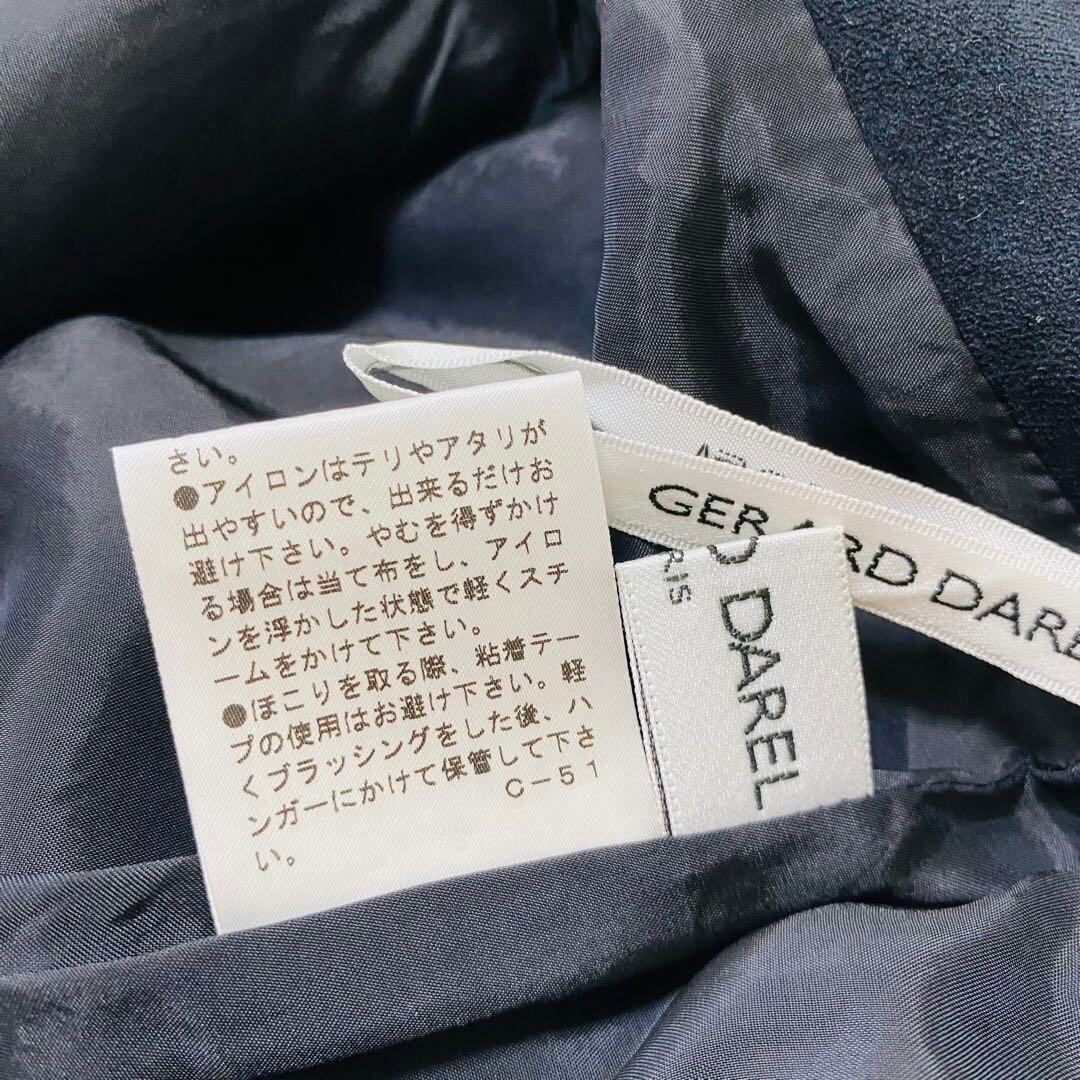 さい。
●アイロンはテリやアタリが
出やすいので、出来るだけお
避け下さい。やむを得ずかけ
る場合は当て布をし、アイロ
ンを浮かした状態で軽くスチ
ームをかけて下さい。
●ほこりを取る際、粘着テー
プの使用はお避け下さい。軽
くブラッシングをした後、ハ
ンガーにかけて保管して下さ
い。
C-51
GERARD DARE
D DAREL
RIS